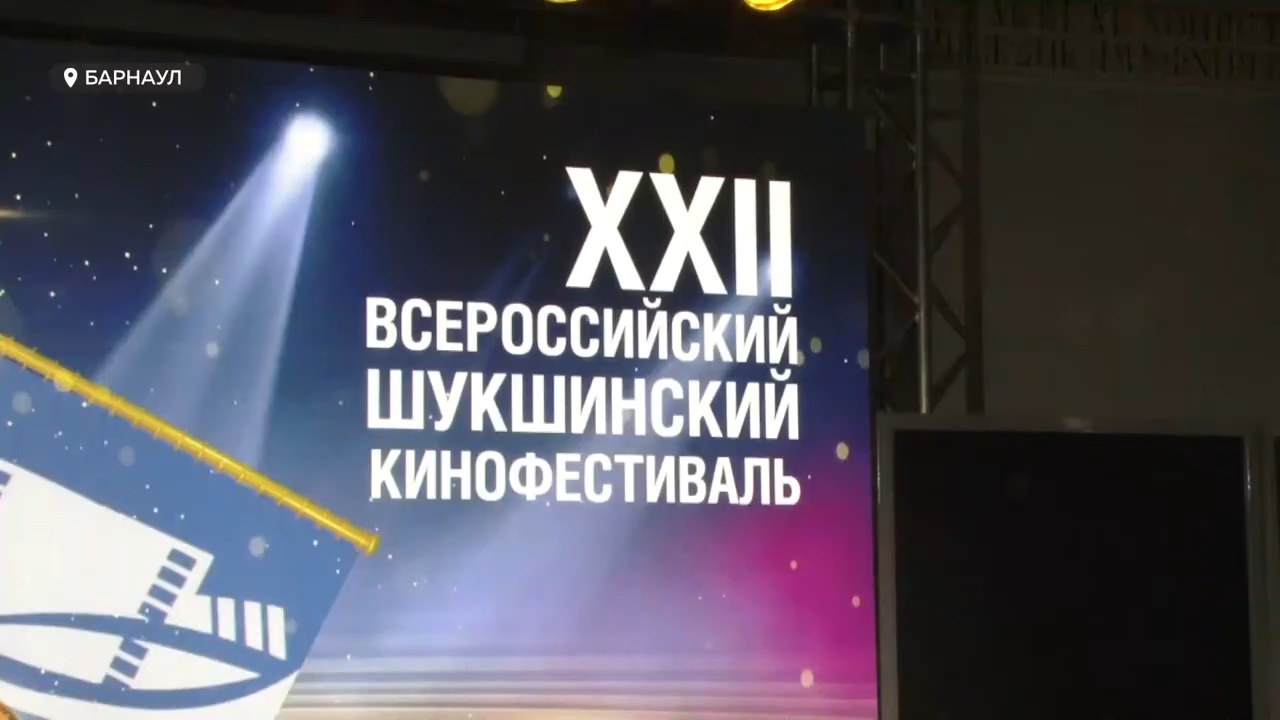 БАРНАУЛ
XXII
ВСЕРОССИЙСКИЙ
ШУКШИНСКИЙ
КИНОФЕСТИВАЛЬ